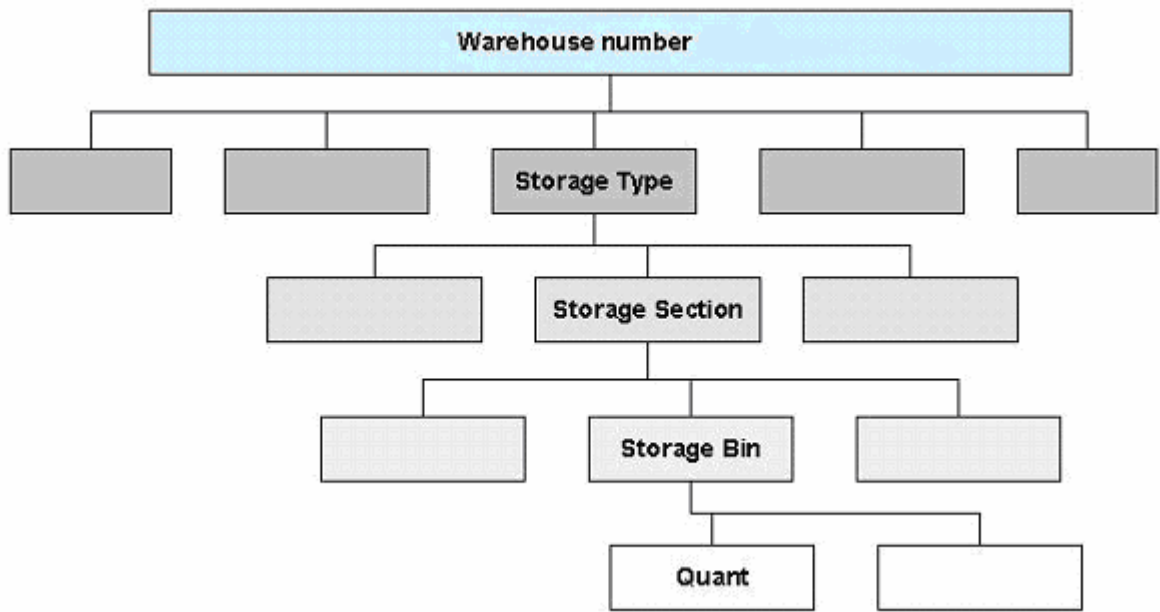 Warehouse number
Storage Type
Storage Section
Storage Bin
Quant